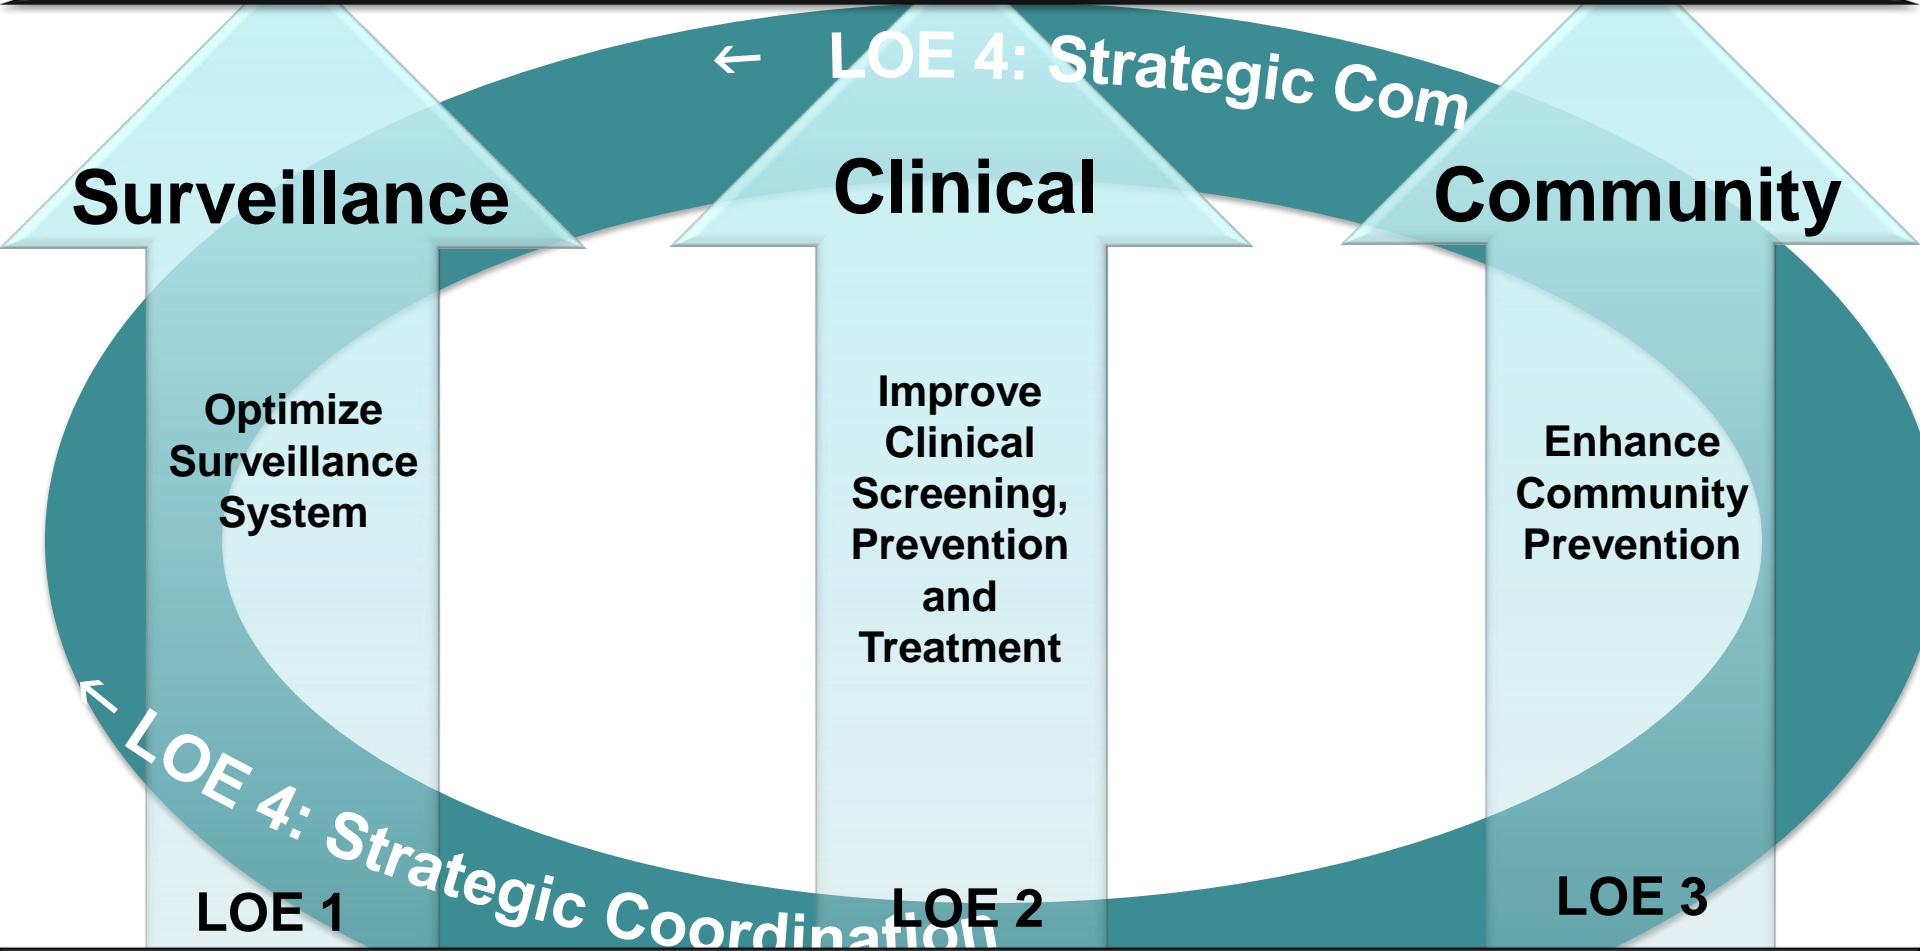 ← LOE 4: Strategic Com
Surveillance
Clinical
Community
Optimize
Surveillance
System
Improve
Clinical
Screening,
Prevention
and
Treatment
Enhance
Community
Prevention
← LOE 4: Strategic Coordination
LOE 1
LOE 2
LOE 3